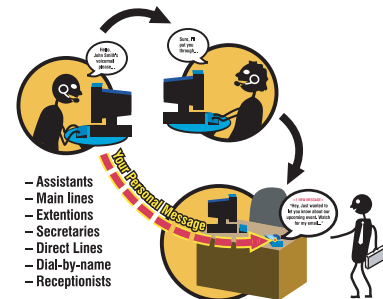 Hello,
John Smith's
voicemail
please...
Sure, I'll
put you
through...
Your Personal Message
– Assistants
– Main lines
– Extentions
– Secretaries
– Direct Lines
– Dial-by-name
– Receptionists
"Hey, Just wanted to
let you know about our
upcoming event. Watch
for my email..."